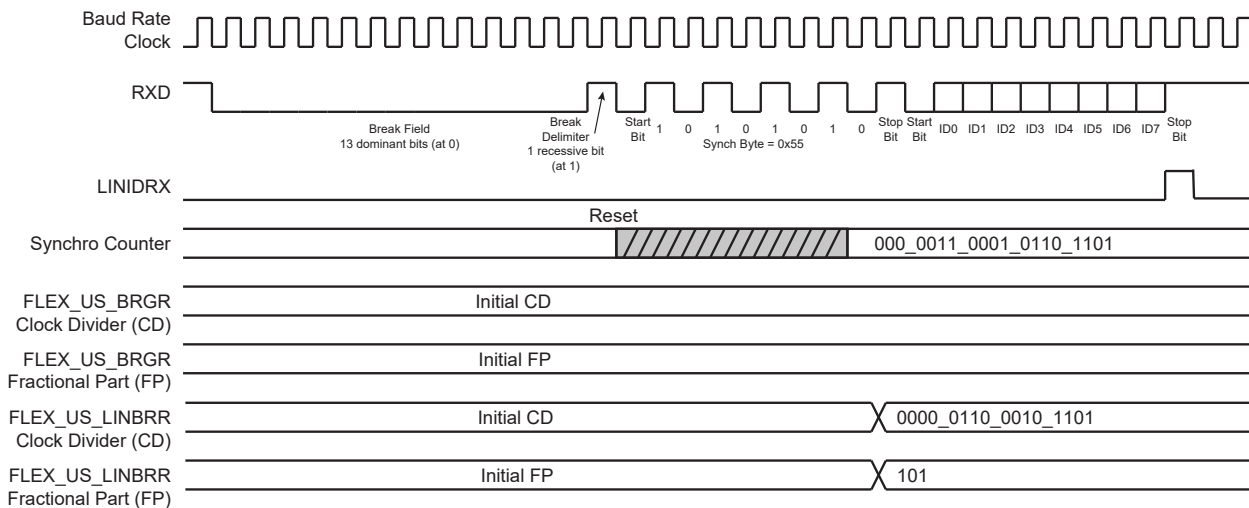 Baud Rate
Clock
RXD
Break Field
13 dominant bits (at 0)
Break
Delimiter
1 recessive bit
(at 1)
Start
Bit
1 0 1 0 1 0 1 0
Synch Byte = 0x55
Stop
Bit
Start
Bit
ID0 ID1 ID2 ID3 ID4 ID5 ID6 ID7
Stop
Bit
LINIDRX
Reset
Synchro Counter
000_0011_0001_0110_1101
FLEX_US_BRGR
Clock Divider (CD)
Initial CD
FLEX_US_BRGR
Fractional Part (FP)
Initial FP
FLEX_US_LINBRR
Clock Divider (CD)
Initial CD
0000_0110_0010_1101
FLEX_US_LINBRR
Fractional Part (FP)
Initial FP
101